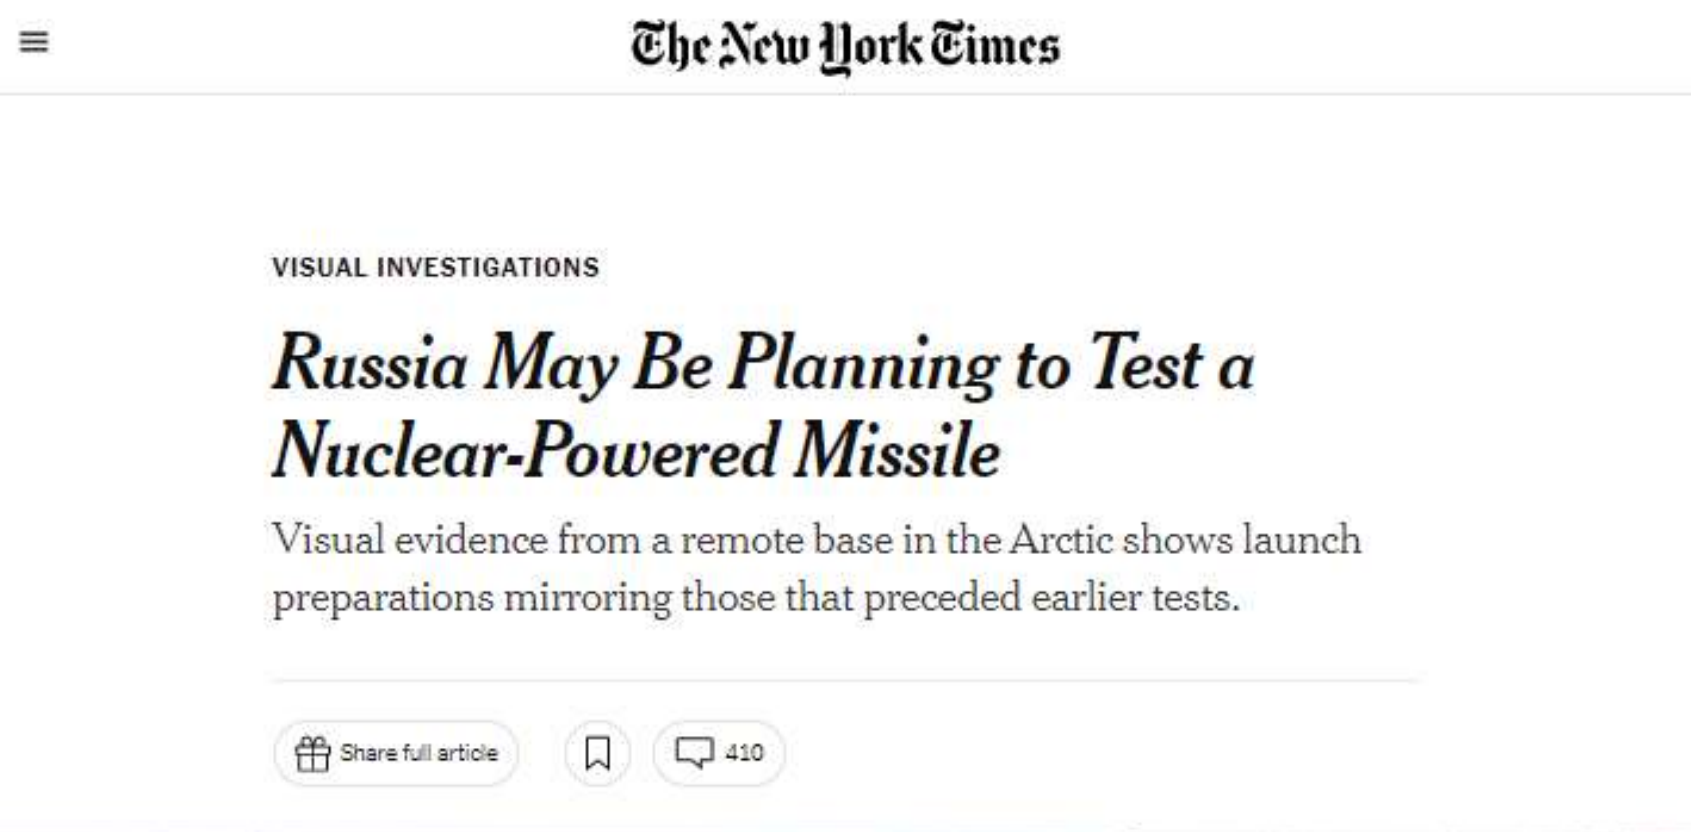 The New York Times
VISUAL INVESTIGATIONS
Russia May Be Planning to Test a
Nuclear-Powered Missile
Visual evidence from a remote base in the Arctic shows launch
preparations mirroring those that preceded earlier tests.
Share full article
410